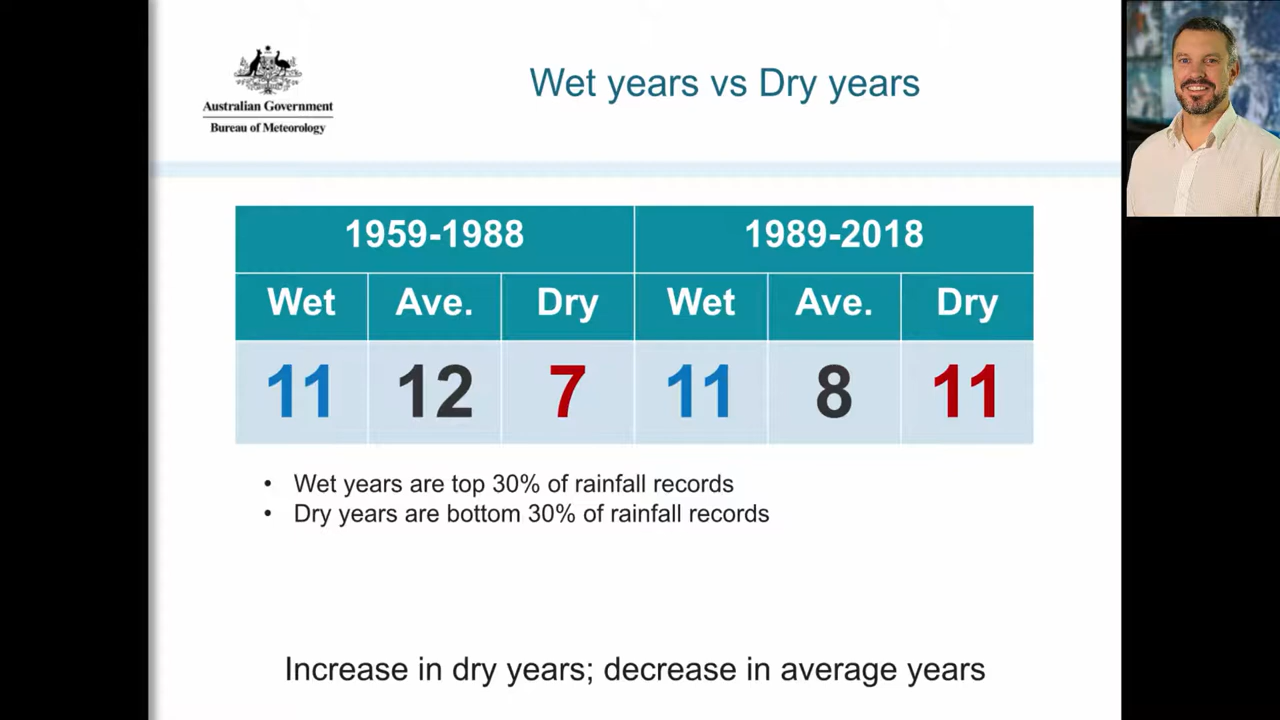 Australian Government
Bureau of Meteorology
Wet years vs Dry years
1959-1988 1989-2018
Wet Ave. Dry Wet Ave. Dry
11 12 7 11 8 11
• Wet years are top 30% of rainfall records
• Dry years are bottom 30% of rainfall records
Increase in dry years; decrease in average years